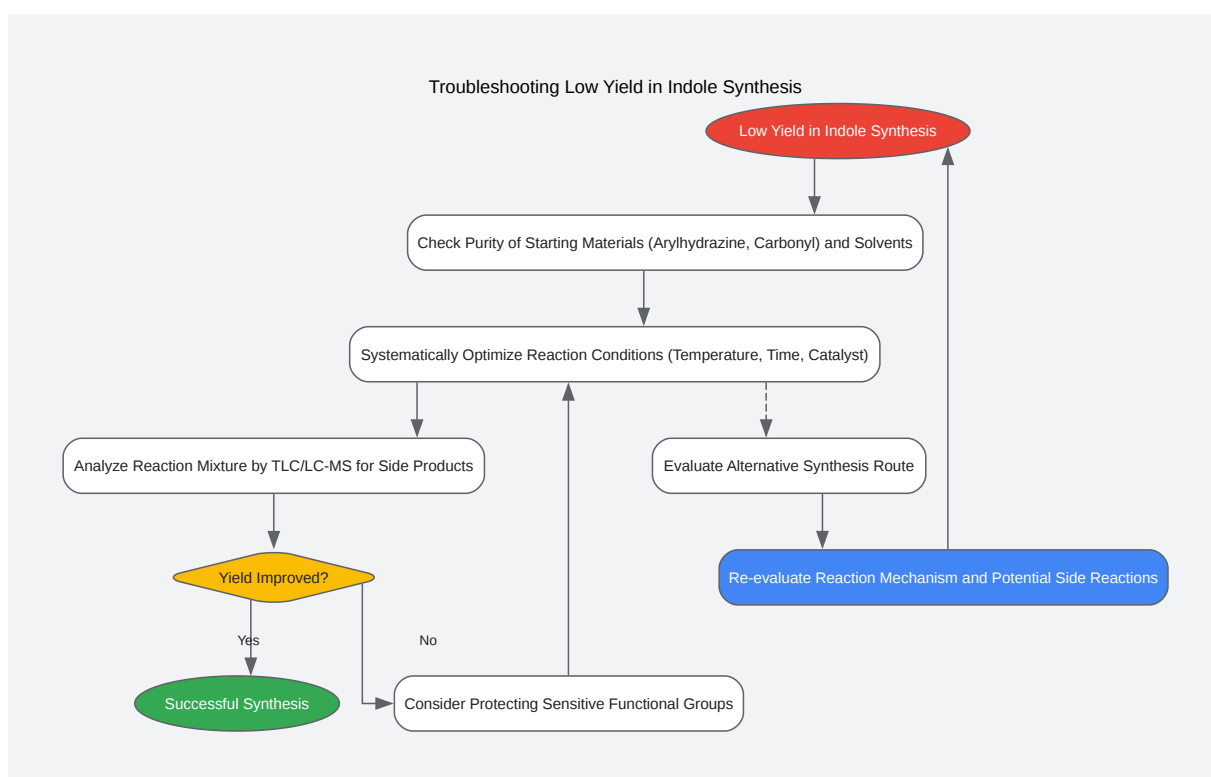 Troubleshooting Low Yield in Indole Synthesis
Low Yield in Indole Synthesis
Check Purity of Starting Materials (Arylhydrazine, Carbonyl) and Solvents
Systematically Optimize Reaction Conditions (Temperature, Time, Catalyst)
Analyze Reaction Mixture by TLC/LC-MS for Side Products
Evaluate Alternative Synthesis Route
Yield Improved?
Re-evaluate Reaction Mechanism and Potential Side Reactions
Yes
No
Successful Synthesis
Consider Protecting Sensitive Functional Groups